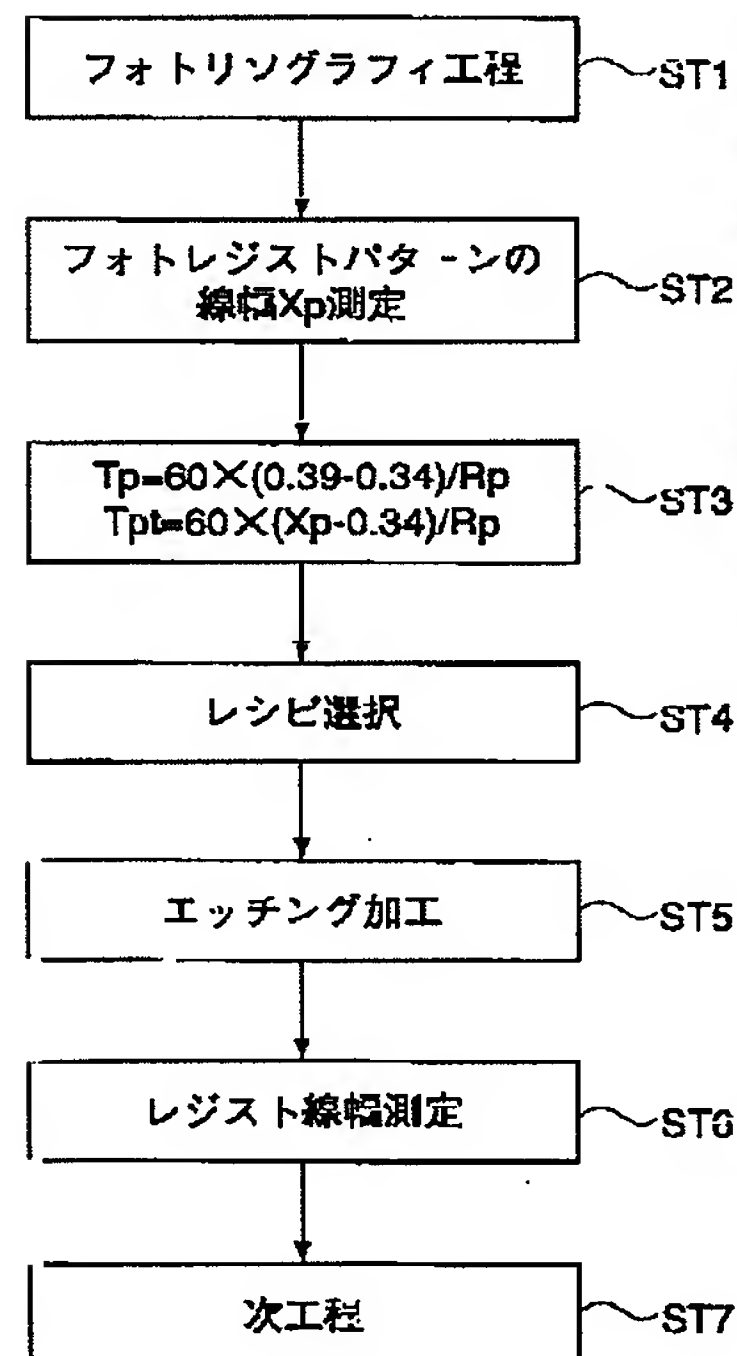 フォトリソグラフィ工程
ST1
フォトレジストパタ-ンの
線幅Xp測定
ST2
Tp=60×(0.39-0.34)/Rp
Tpt=60×(Xp-0.34)/Rp
ST3
レシピ選択
ST4
エッチング加工
ST5
レジスト線幅測定
ST6
次工程
ST7